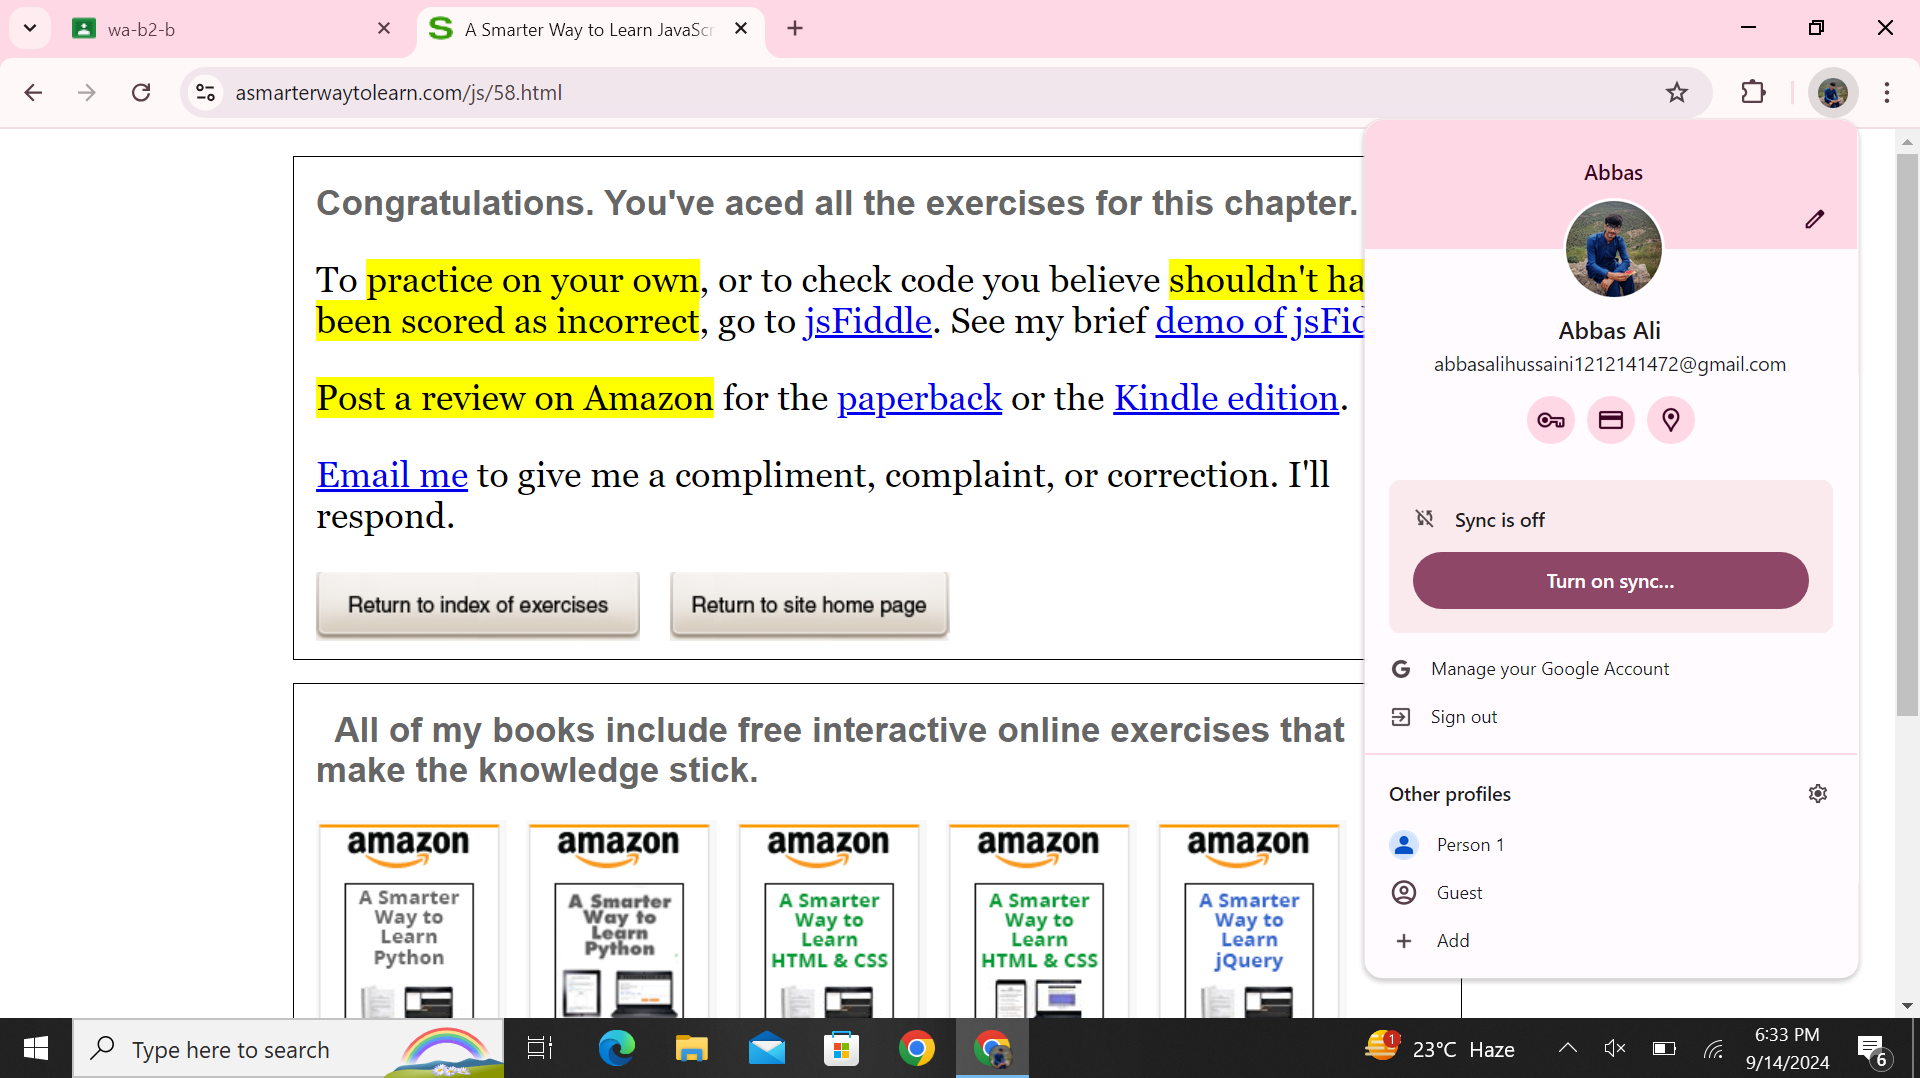 wa-b2-b
A Smarter Way to Learn JavaScr
asmarterwaytolearn.com/js/58.html
Congratulations. You've aced all the exercises for this chapter.
To practice on your own, or to check code you believe shouldn't ha
been scored as incorrect, go to jsFiddle. See my brief demo of jsFid
Post a review on Amazon for the paperback or the Kindle edition.
Email me to give me a compliment, complaint, or correction. I'll
respond.
Return to index of exercises
Return to site home page
All of my books include free interactive online exercises that
make the knowledge stick.
amazon
A Smarter
Way to
Learn
Python
amazon
A Smarter
Way to
Learn
Python
amazon
A Smarter
Way to
Learn
HTML & CSS
amazon
A Smarter
Way to
Learn
HTML & CSS
amazon
A Smarter
Way to
Learn
jQuery
Abbas
Abbas Ali
abbasalihussaini1212141472@gmail.com
Sync is off
Turn on sync...
Manage your Google Account
Sign out
Other profiles
Person 1
Guest
Add
Type here to search
1
23°C Haze
6:33 PM
9/14/2024
6